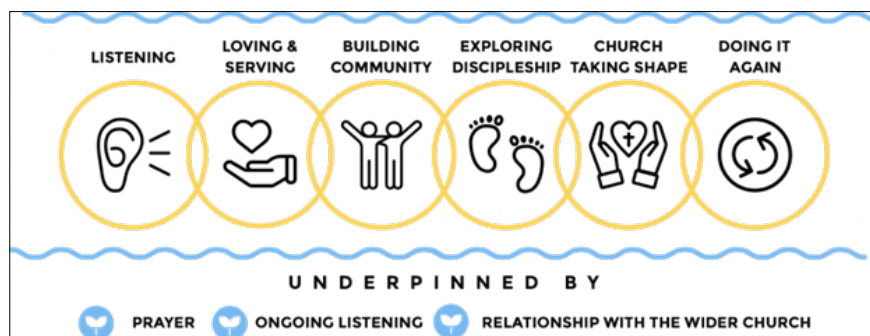 LISTENING
LOVING &
SERVING
BUILDING
COMMUNITY
EXPLORING
DISCIPLESHIP
CHURCH
TAKING SHAPE
DOING IT
AGAIN
UNDERPINNED BY
PRAYER
ONGOING LISTENING
RELATIONSHIP WITH THE WIDER CHURCH